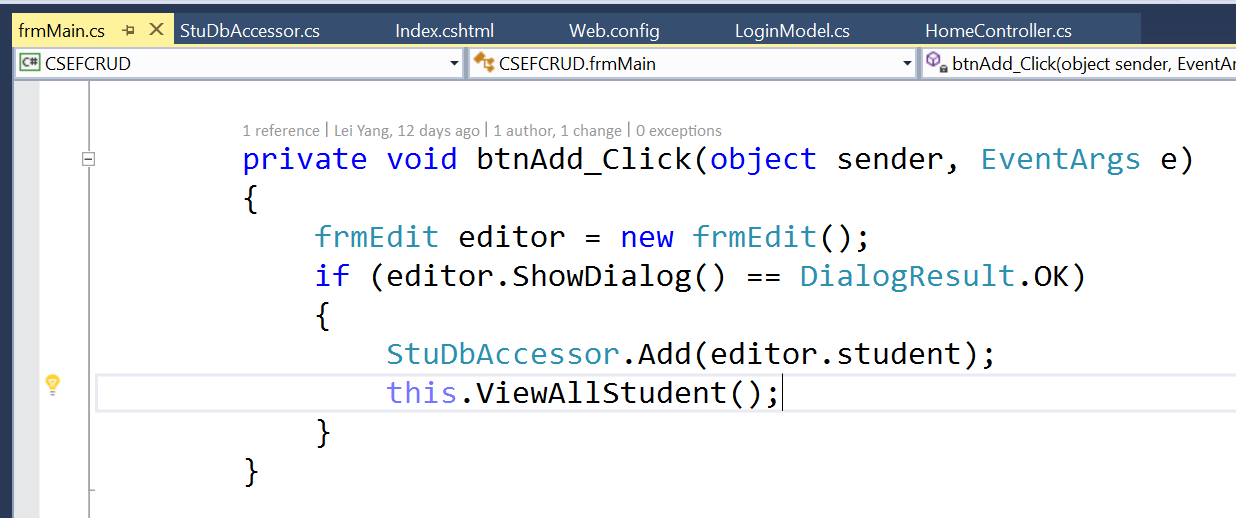 frmMain.cs StuDbAccessor.cs Index.cshtml Web.config LoginModel.cs HomeController.cs
C# CSEFCRUD CSEFCRUD.frmMain btnAdd_Click(object sender, EventAr
1 reference | Lei Yang, 12 days ago | 1 author, 1 change | 0 exceptions
private void btnAdd_Click(object sender, EventArgs e)
{
frmEdit editor = new frmEdit();
if (editor.ShowDialog() == DialogResult.OK)
{
StuDbAccessor.Add(editor.student);
this.ViewAllStudent();
}
}